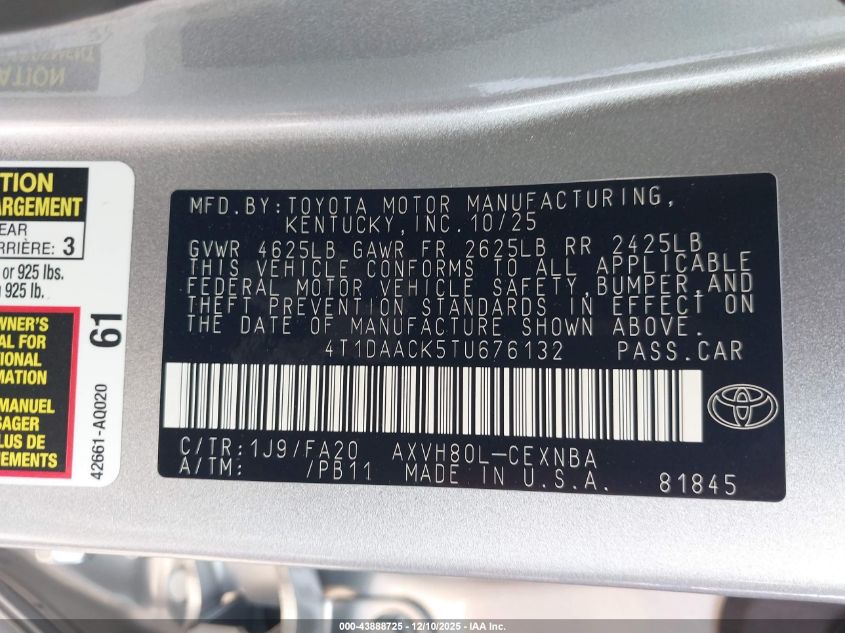 TION
ARGEMENT
EAR
RRIÈRE: 3
or 925 lbs.
925 lb.
WNER'S
L FOR
TIONAL
RMATION
MANUEL
SAGER
PLUS DE
EMENTS
61
42661-AQ020
MFD.BY:TOYOTA MOTOR MANUFACTURING,
KENTUCKY,INC.10/25
GVWR 4625LB GAWR FR 2625LB RR 2425LB
THIS VEHICLE CONFORMS TO ALL APPLICABLE
FEDERAL MOTOR VEHICLE SAFETY,BUMPER,AND
THEFT PREVENTION STANDARDS IN EFFECT ON
THE DATE OF MANUFACTURE SHOWN ABOVE.
4T1DAACK5TU676132 PASS.CAR
C/TR:1J9/FA20 AXVH80L-CEXNBA
A/TM: /PB11 MADE IN U.S.A. 81845
000-43888725 - 12/10/2025 - IAA Inc.